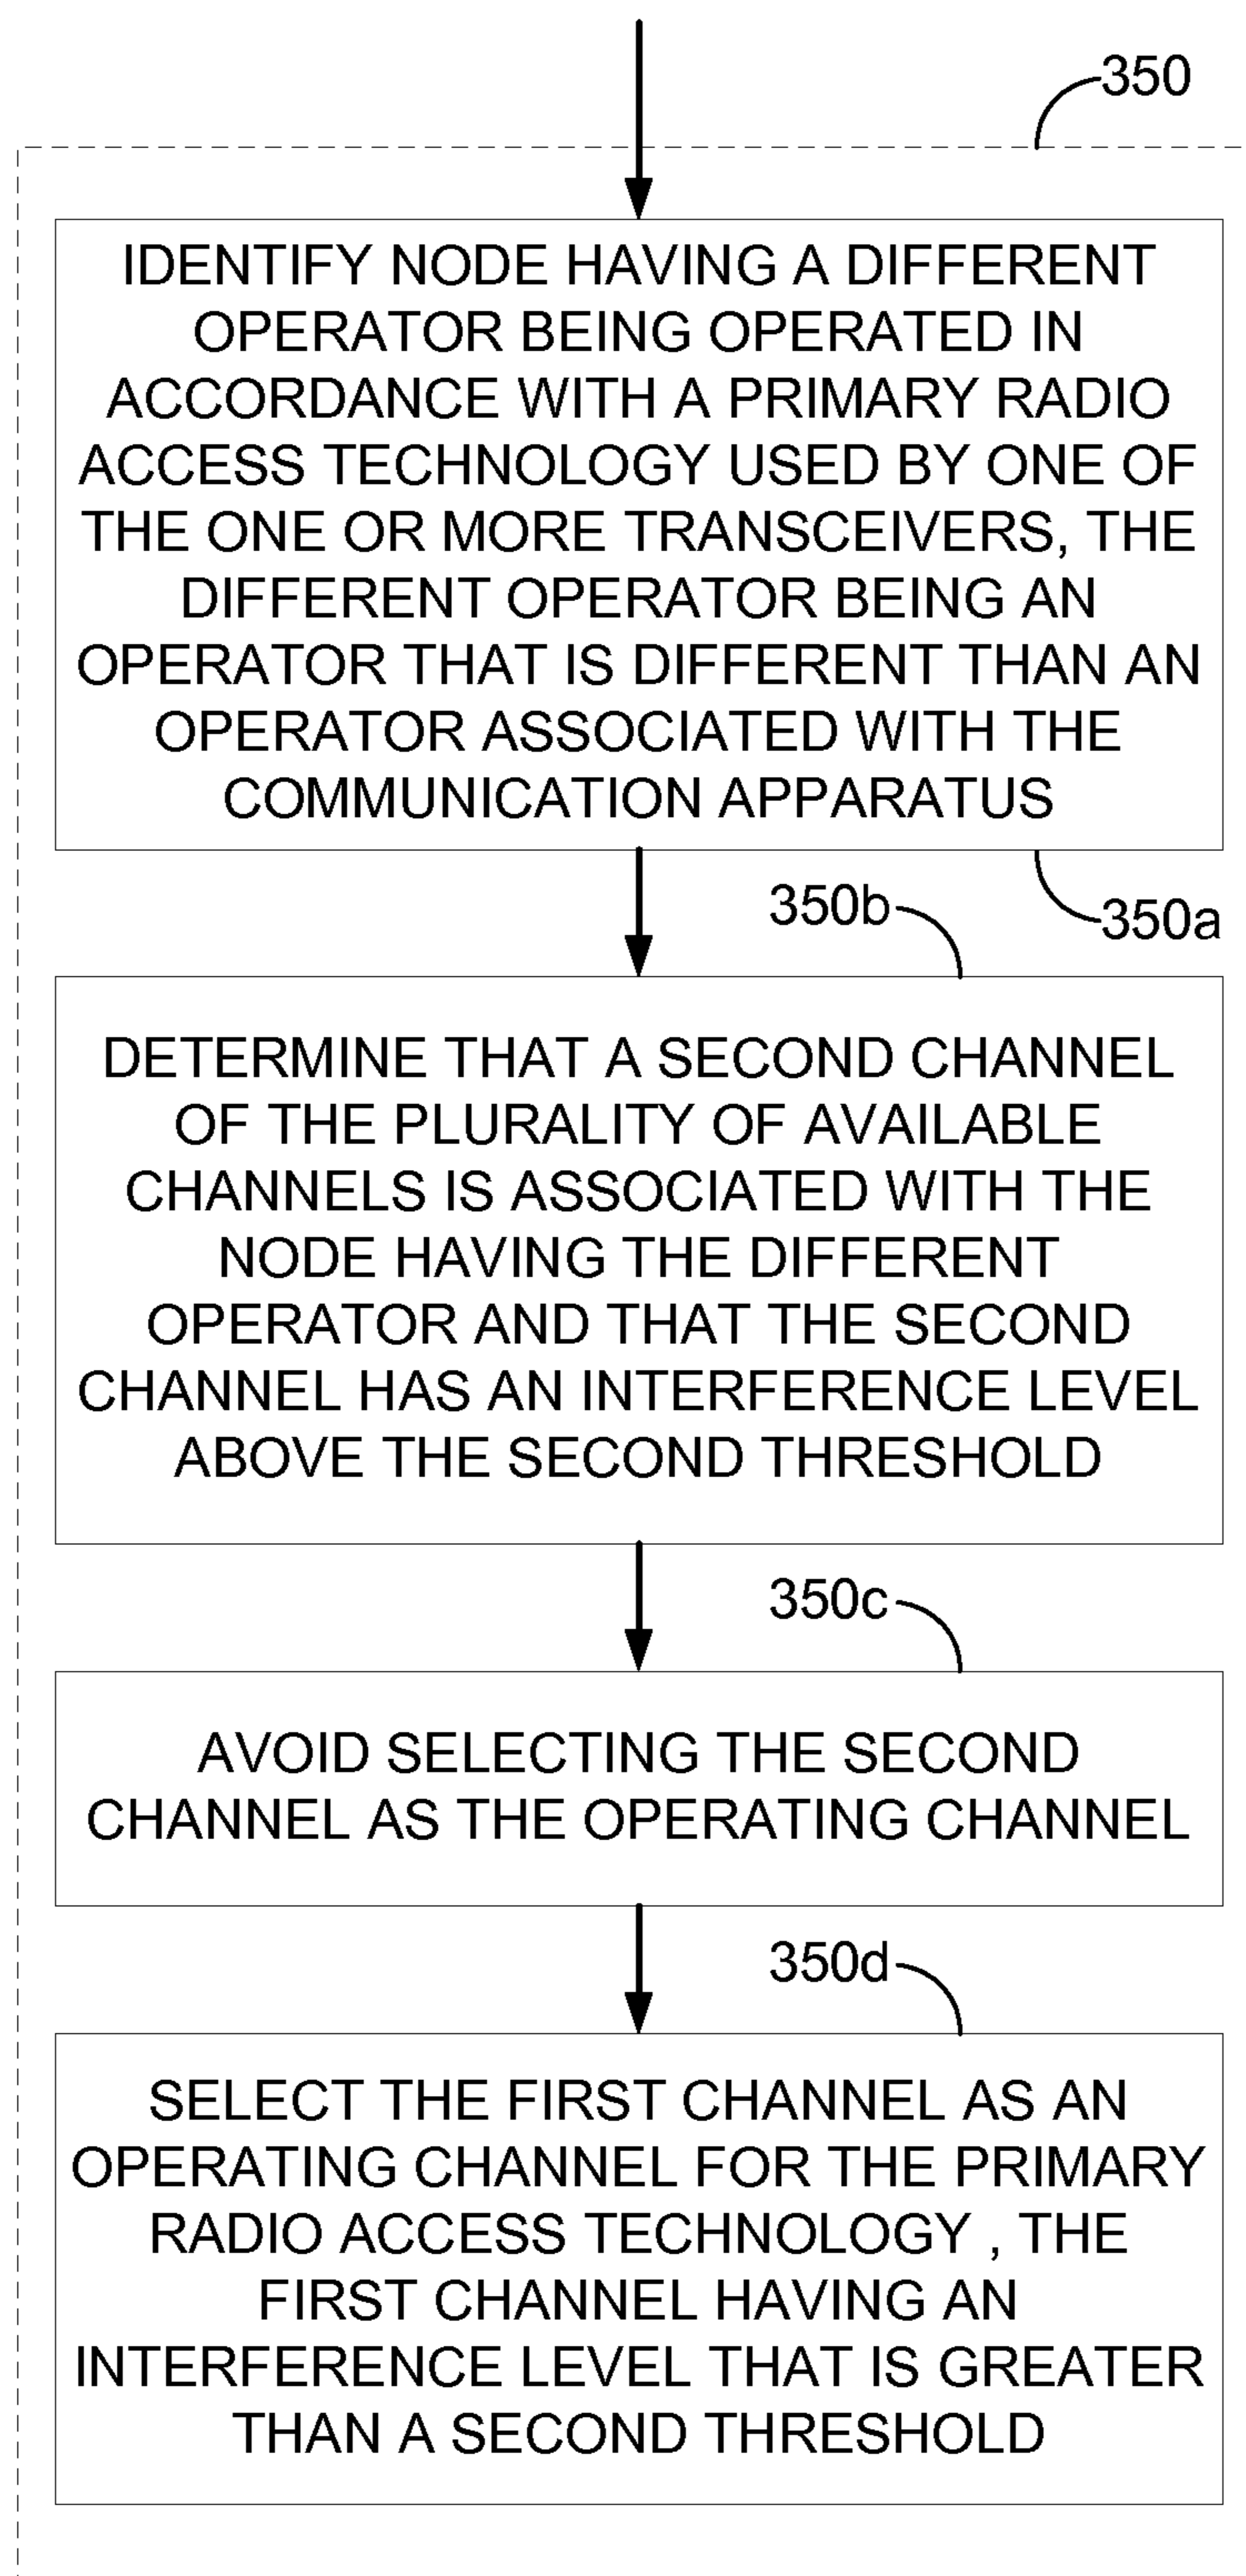 350
IDENTIFY NODE HAVING A DIFFERENT
OPERATOR BEING OPERATED IN
ACCORDANCE WITH A PRIMARY RADIO
ACCESS TECHNOLOGY USED BY ONE OF
THE ONE OR MORE TRANSCEIVERS, THE
DIFFERENT OPERATOR BEING AN
OPERATOR THAT IS DIFFERENT THAN AN
OPERATOR ASSOCIATED WITH THE
COMMUNICATION APPARATUS
350a
350b
DETERMINE THAT A SECOND CHANNEL
OF THE PLURALITY OF AVAILABLE
CHANNELS IS ASSOCIATED WITH THE
NODE HAVING THE DIFFERENT
OPERATOR AND THAT THE SECOND
CHANNEL HAS AN INTERFERENCE LEVEL
ABOVE THE SECOND THRESHOLD
350c
AVOID SELECTING THE SECOND
CHANNEL AS THE OPERATING CHANNEL
350d
SELECT THE FIRST CHANNEL AS AN
OPERATING CHANNEL FOR THE PRIMARY
RADIO ACCESS TECHNOLOGY , THE
FIRST CHANNEL HAVING AN
INTERFERENCE LEVEL THAT IS GREATER
THAN A SECOND THRESHOLD